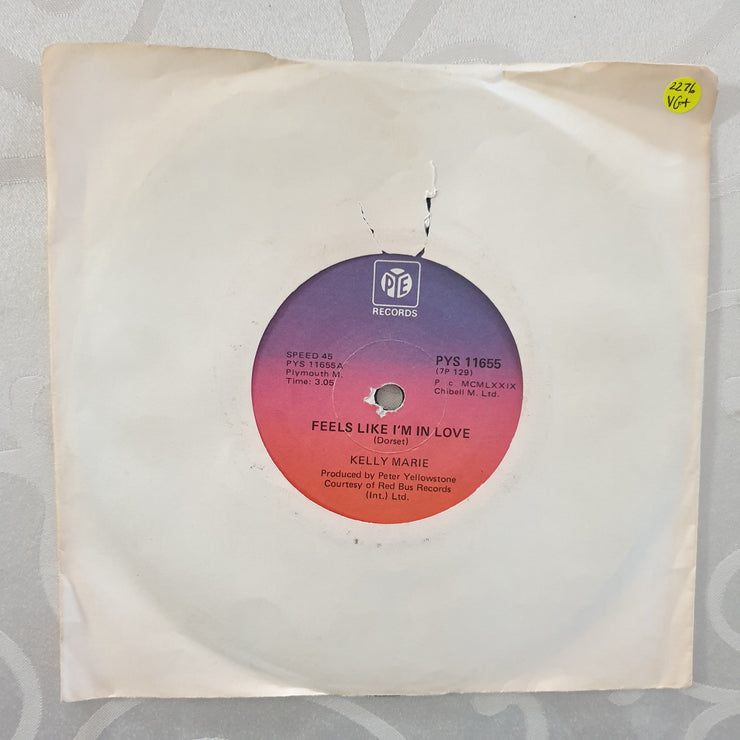 2276
VG+
PYE
RECORDS
SPEED 45
PYS 11655A
Plymouth M.
Time: 3.05
PYS 11655
(7P 129)
P c MCMLXXIX
Chibell M. Ltd.
FEELS LIKE I'M IN LOVE
(Dorset)
KELLY MARIE
Produced by Peter Yellowstone
Courtesy of Red Bus Records
(Int.) Ltd.